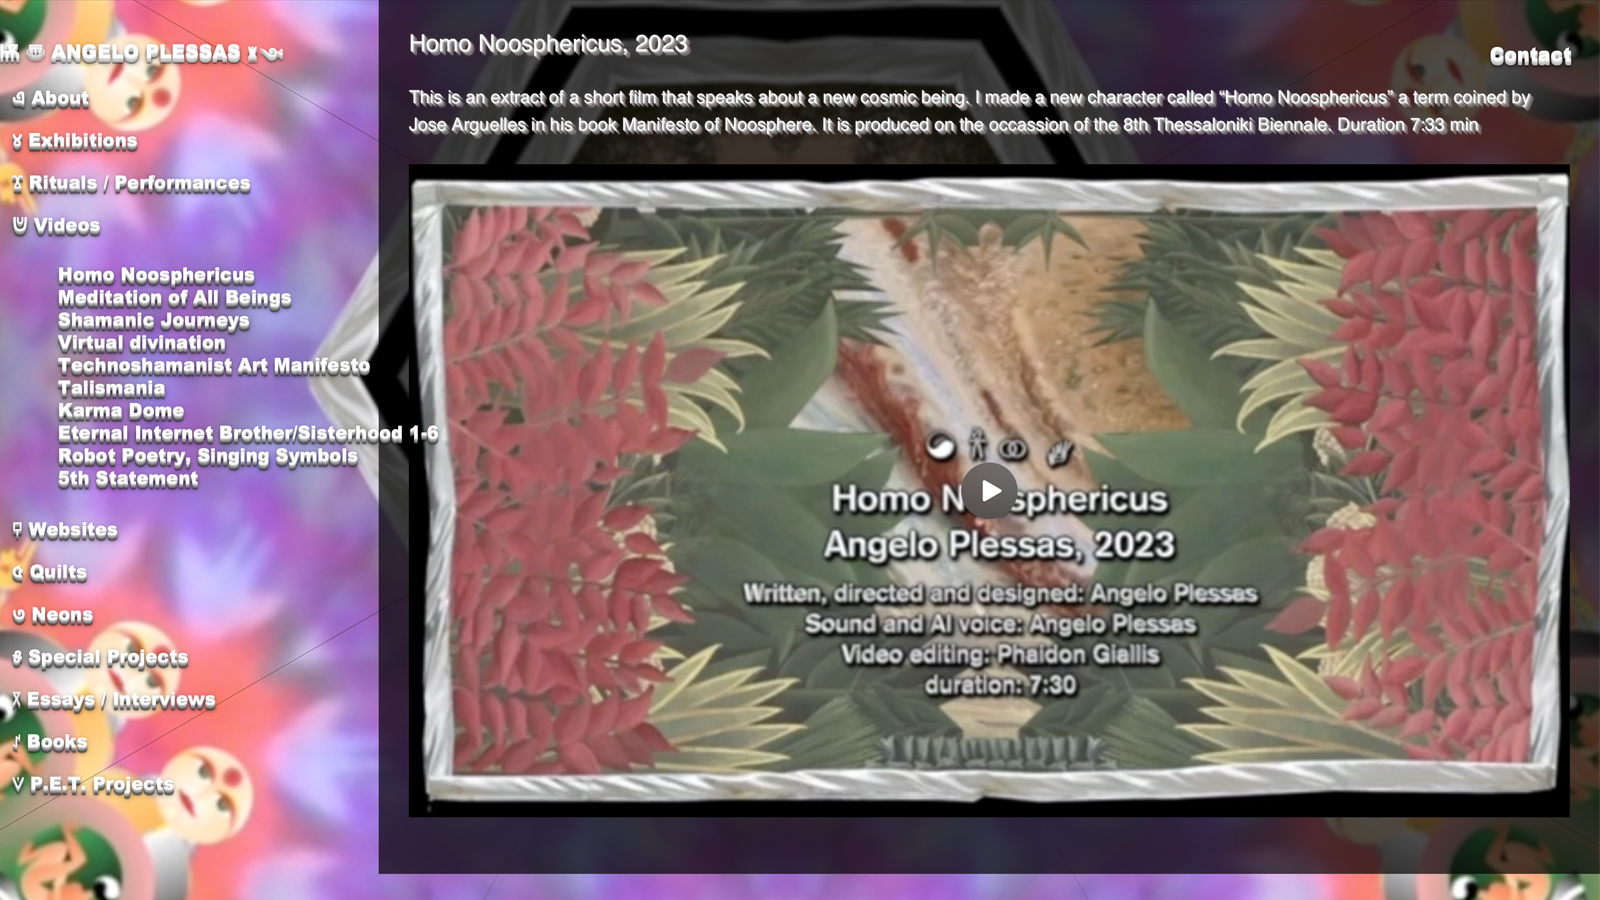 ANGELO PLESSAS
About
Exhibitions
Rituals / Performances
Videos
Homo Noosphericus
Meditation of All Beings
Shamanic Journeys
Virtual divination
Technoshamanist Art Manifesto
Talismania
Karma Dome
Eternal Internet Brother/Sisterhood 1-6
Robot Poetry, Singing Symbols
5th Statement
Websites
Quilts
Neons
Special Projects
Essays / Interviews
Books
P.E.T. Projects
Homo Noosphericus, 2023
Contact
This is an extract of a short film that speaks about a new cosmic being. I made a new character called “Homo Noosphericus” a term coined by
Jose Arguelles in his book Manifesto of Noosphere. It is produced on the occassion of the 8th Thessaloniki Biennale. Duration 7:33 min
Homo Noosphericus
Angelo Plessas, 2023
Written, directed and designed: Angelo Plessas
Sound and AI voice: Angelo Plessas
Video editing: Phaidon Giallis
duration: 7:30